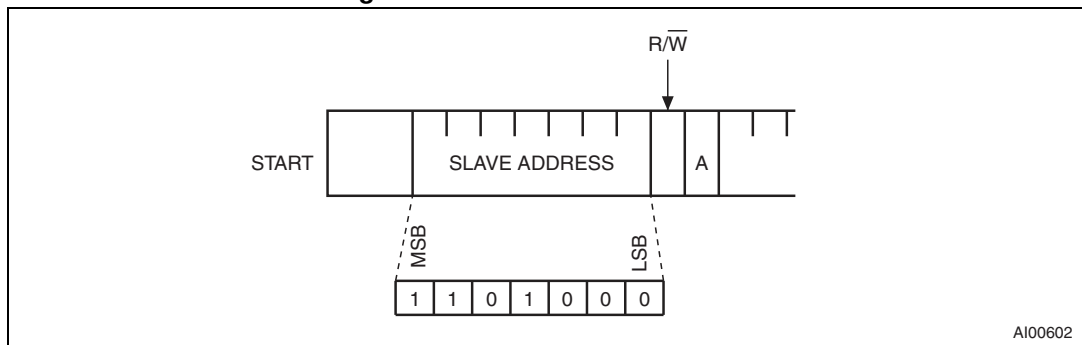 R/W
START
SLAVE ADDRESS
A
MSB
LSB
1 1 0 1 0 0 0
AI00602